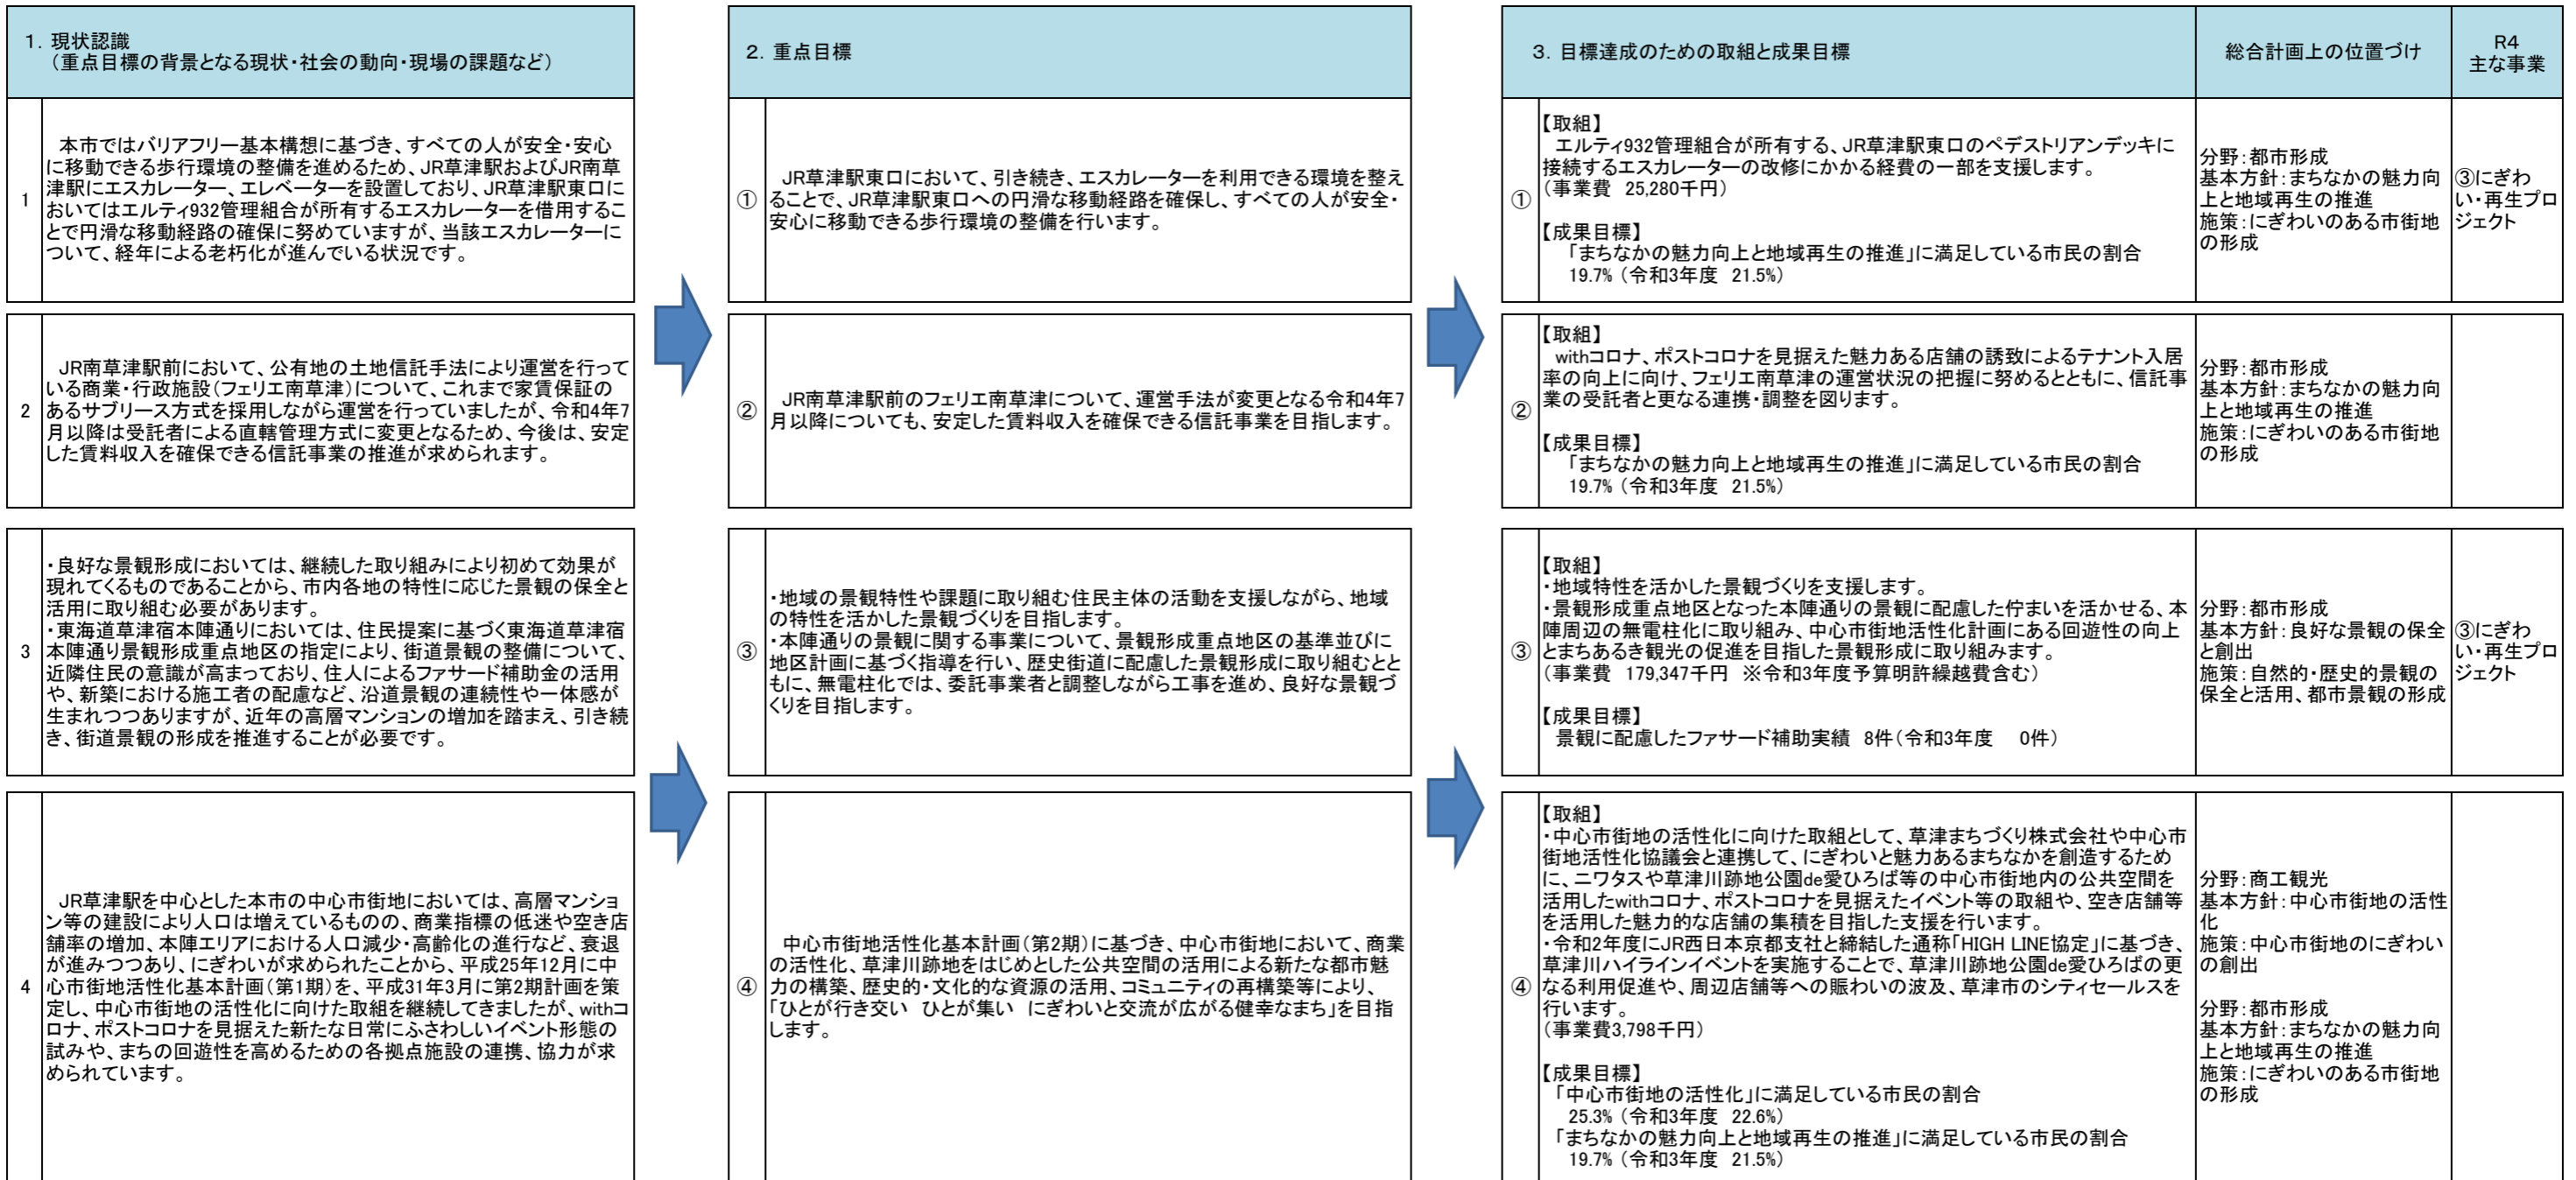 1．現状認識
（重点目標の背景となる現状・社会の動向・現場の課題など）
2．重点目標
3．目標達成のための取組と成果目標
総合計画上の位置づけ
R4
主な事業
1
本市ではバリアフリー基本構想に基づき、すべての人が安全・安心
に移動できる歩行環境の整備を進めるため、JR草津駅およびJR南草
津駅にエスカレーター、エレベーターを設置しており、JR草津駅東口に
おいてはエルティ932管理組合が所有するエスカレーターを借用するこ
とで円滑な移動経路の確保に努めていますが、当該エスカレーターに
ついて、経年による老朽化が進んでいる状況です。
①
JR草津駅東口において、引き続き、エスカレーターを利用できる環境を整え
ることで、JR草津駅東口への円滑な移動経路を確保し、すべての人が安全・
安心に移動できる歩行環境の整備を行います。
①
【取組】
エルティ932管理組合が所有する、JR草津駅東口のペデストリアンデッキに
接続するエスカレーターの改修にかかる経費の一部を支援します。
（事業費　25,280千円）
【成果目標】
「まちなかの魅力向上と地域再生の推進」に満足している市民の割合
19.7%（令和3年度　21.5%）
分野：都市形成
基本方針：まちなかの魅力向
上と地域再生の推進
施策：にぎわいのある市街地
の形成
③にぎわ
い・再生プロ
ジェクト
2
JR南草津駅前において、公有地の土地信託手法により運営を行って
いる商業・行政施設（フェリエ南草津）について、これまで家賃保証の
あるサブリース方式を採用しながら運営を行っていましたが、令和4年7
月以降は受託者による直轄管理方式に変更となるため、今後は、安定
した賃料収入を確保できる信託事業の推進が求められます。
②
JR南草津駅前のフェリエ南草津について、運営手法が変更となる令和4年7
月以降についても、安定した賃料収入を確保できる信託事業を目指します。
②
【取組】
withコロナ、ポストコロナを見据えた魅力ある店舗の誘致によるテナント入居
率の向上に向け、フェリエ南草津の運営状況の把握に努めるとともに、信託事
業の受託者と更なる連携・調整を図ります。
【成果目標】
「まちなかの魅力向上と地域再生の推進」に満足している市民の割合
19.7%（令和3年度　21.5%）
分野：都市形成
基本方針：まちなかの魅力向
上と地域再生の推進
施策：にぎわいのある市街地
の形成
3
・良好な景観形成においては、継続した取り組みにより初めて効果が
現れてくるものであることから、市内各地の特性に応じた景観の保全と
活用に取り組む必要があります。
・東海道草津宿本陣通りにおいては、住民提案に基づく東海道草津宿
本陣通り景観形成重点地区の指定により、街道景観の整備について、
近隣住民の意識が高まっており、住人によるファサード補助金の活用
や、新築における施工者の配慮など、沿道景観の連続性や一体感が
生まれつつありますが、近年の高層マンションの増加を踏まえ、引き続
き、街道景観の形成を推進することが必要です。
③
・地域の景観特性や課題に取り組む住民主体の活動を支援しながら、地域
の特性を活かした景観づくりを目指します。
・本陣通りの景観に関する事業について、景観形成重点地区の基準並びに
地区計画に基づく指導を行い、歴史街道に配慮した景観形成に取り組むとと
もに、無電柱化では、委託事業者と調整しながら工事を進め、良好な景観づ
くりを目指します。
③
【取組】
・地域特性を活かした景観づくりを支援します。
・景観形成重点地区となった本陣通りの景観に配慮した佇まいを活かせる、本
陣周辺の無電柱化に取り組み、中心市街地活性化計画にある回遊性の向上
とまちあるき観光の促進を目指した景観形成に取り組みます。
（事業費　179,347千円　※令和3年度予算明許繰越費含む）
【成果目標】
景観に配慮したファサード補助実績　8件（令和3年度　0件）
分野：都市形成
基本方針：良好な景観の保全
と創出
施策：自然的・歴史的景観の
保全と活用、都市景観の形成
③にぎわ
い・再生プロ
ジェクト
4
JR草津駅を中心とした本市の中心市街地においては、高層マンショ
ン等の建設により人口は増えているものの、商業指標の低迷や空き店
舗率の増加、本陣エリアにおける人口減少・高齢化の進行など、衰退
が進みつつあり、にぎわいが求められたことから、平成25年12月に中
心市街地活性化基本計画（第1期）を、平成31年3月に第2期計画を策
定し、中心市街地の活性化に向けた取組を継続してきましたが、withコ
ロナ、ポストコロナを見据えた新たな日常にふさわしいイベント形態の
試みや、まちの回遊性を高めるための各拠点施設の連携、協力が求
められています。
④
中心市街地活性化基本計画（第2期）に基づき、中心市街地において、商業
の活性化、草津川跡地をはじめとした公共空間の活用による新たな都市魅
力の構築、歴史的・文化的な資源の活用、コミュニティの再構築等により、
「ひとが行き交い　ひとが集い　にぎわいと交流が広がる健幸なまち」を目指
します。
④
【取組】
・中心市街地の活性化に向けた取組として、草津まちづくり株式会社や中心市
街地活性化協議会と連携して、にぎわいと魅力あるまちなかを創造するため
に、ニワタスや草津川跡地公園de愛ひろば等の中心市街地内の公共空間を
活用したwithコロナ、ポストコロナを見据えたイベント等の取組や、空き店舗等
を活用した魅力的な店舗の集積を目指した支援を行います。
・令和2年度にJR西日本京都支社と締結した通称「HIGH LINE協定」に基づき、
草津川ハイラインイベントを実施することで、草津川跡地公園de愛ひろばの更
なる利用促進や、周辺店舗等への賑わいの波及、草津市のシティセールスを
行います。
（事業費3,798千円）
【成果目標】
「中心市街地の活性化」に満足している市民の割合
25.3%（令和3年度　22.6%）
「まちなかの魅力向上と地域再生の推進」に満足している市民の割合
19.7%（令和3年度　21.5%）
分野：商工観光
基本方針：中心市街地の活性
化
施策：中心市街地のにぎわい
の創出
分野：都市形成
基本方針：まちなかの魅力向
上と地域再生の推進
施策：にぎわいのある市街地
の形成